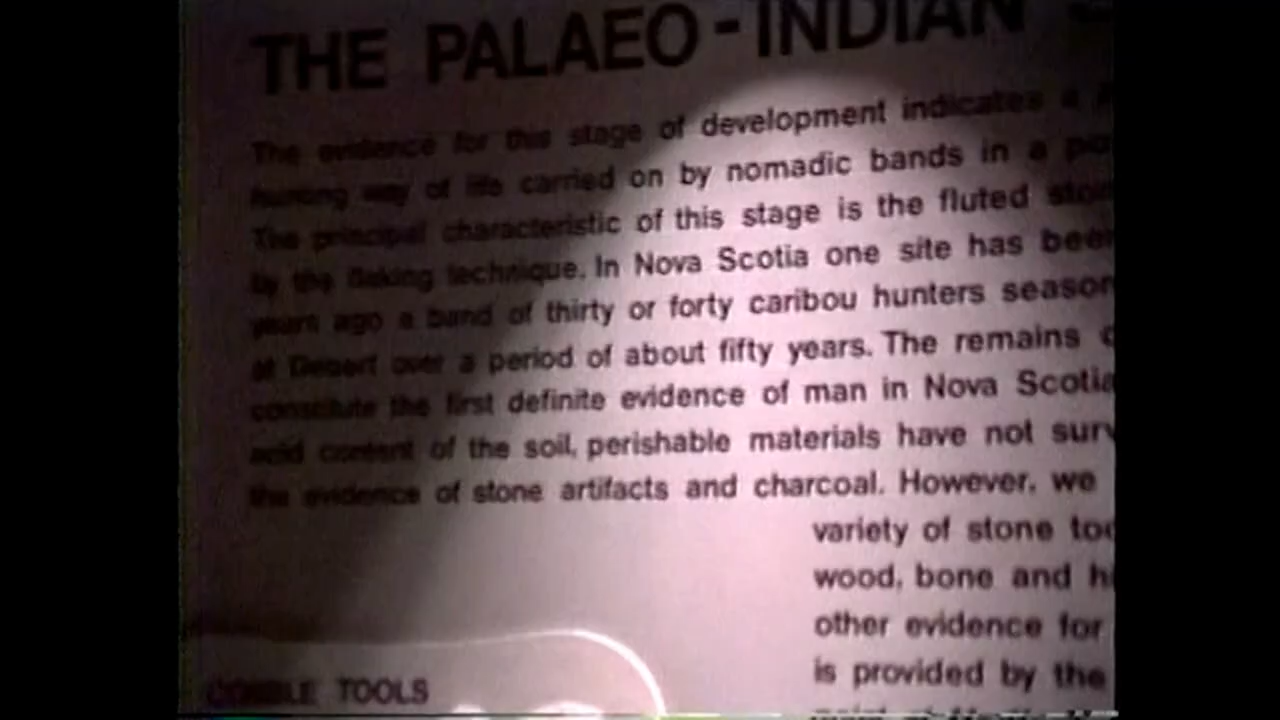 THE PALAEO-INDIAN
The evidence for this stage of development indicates a
hunting way of life carried on by nomadic bands in a
The principal characteristic of this stage is the fluted
by the flaking technique. In Nova Scotia one site has been
years ago a band of thirty or forty caribou hunters
at Debert over a period of about fifty years. The remains
constitute the first definite evidence of man in Nova Scotia
acid content of the soil, perishable materials have not
the evidence of stone artifacts and charcoal. However, we
variety of stone
wood, bone and
other evidence for
is provided by the
TOOLS